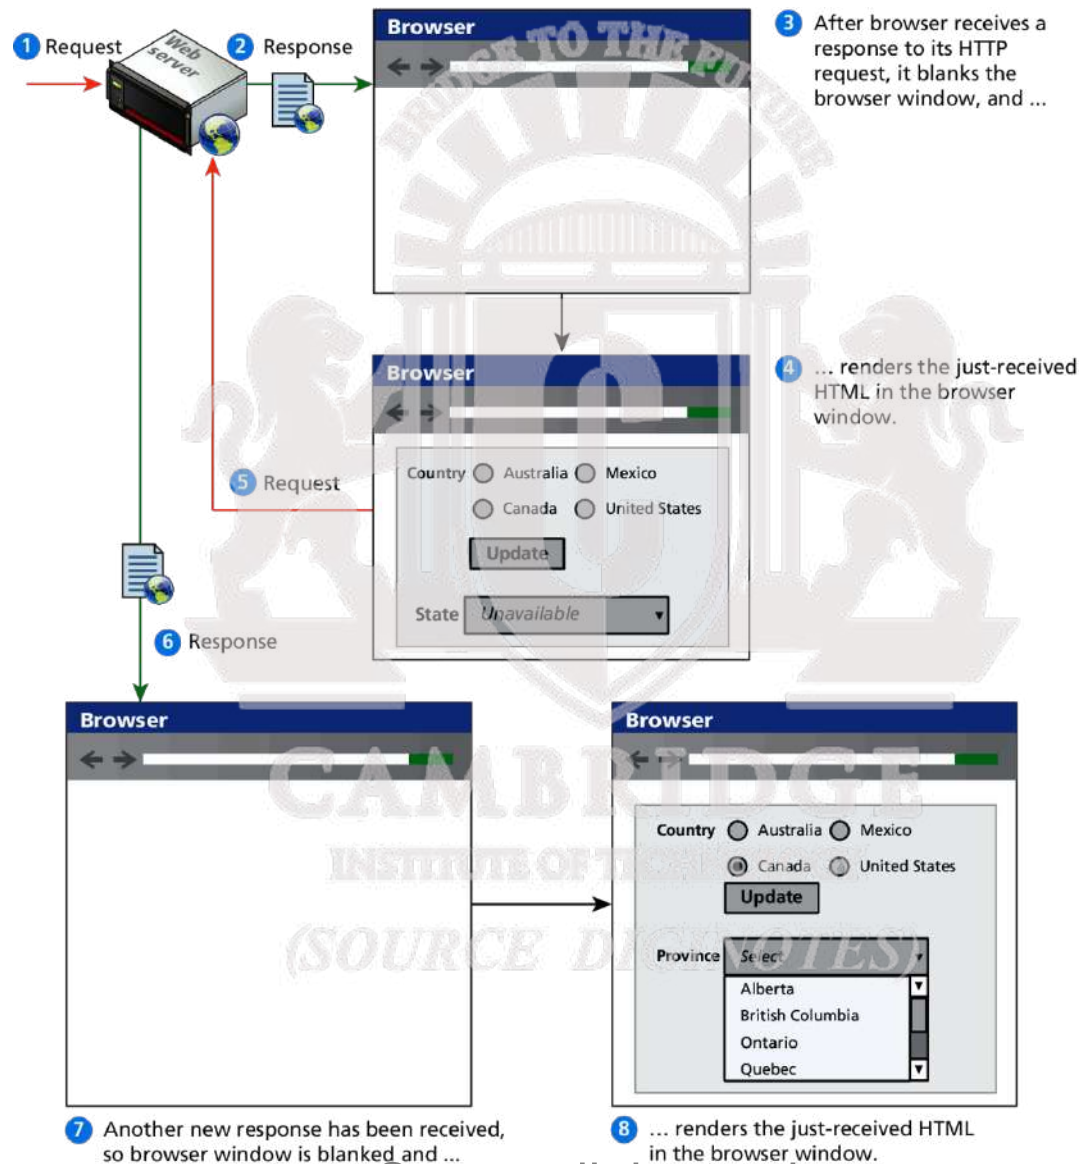 1 Request
Web
server
2 Response
Browser
3 After browser receives a
response to its HTTP
request, it blanks the
browser window, and ...
BRIDGE TO THE FUTURE
Browser
4 ... renders the just-received
HTML in the browser
window.
Country Australia Mexico
Canada United States
Update
State Unavailable
5 Request
6 Response
Browser
7 Another new response has been received,
so browser window is blanked and ...
Browser
Country Australia Mexico
Canada United States
Update
Province Select
Alberta
British Columbia
Ontario
Quebec
8 ... renders the just-received HTML
in the browser window.
CAMBRIDGE
INSTITUTE OF TECHNOLOGY
(SOURCE DIGINOTES)